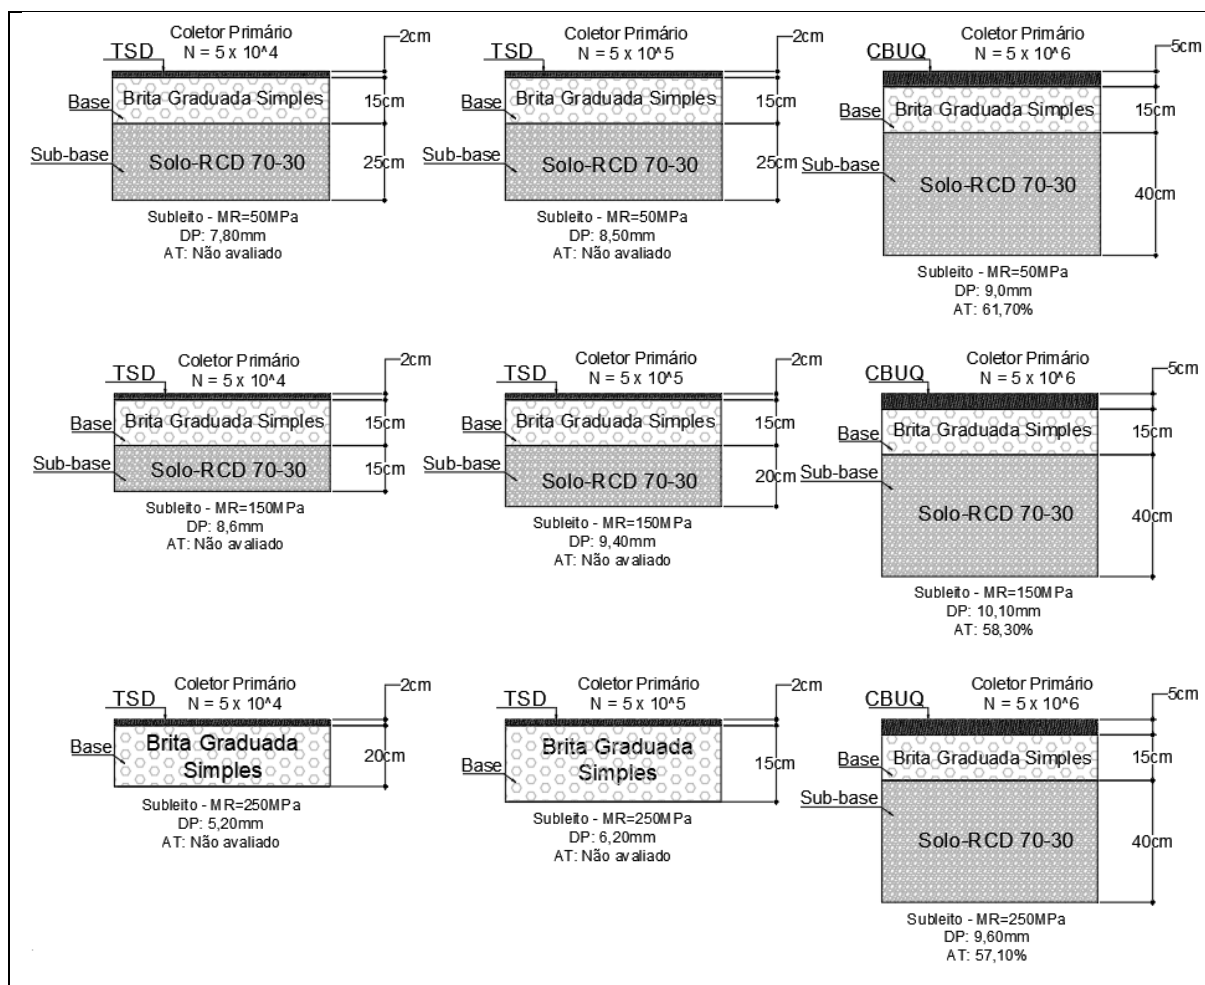 Coletor Primário
N = 5 x 10^4
2cm
TSD
Base
Brita Graduada Simples
15cm
Sub-base
Solo-RCD 70-30
25cm
Subleito - MR=50MPa
DP: 7,80mm
AT: Não avaliado
Coletor Primário
N = 5 x 10^5
2cm
TSD
Base
Brita Graduada Simples
15cm
Sub-base
Solo-RCD 70-30
25cm
Subleito - MR=50MPa
DP: 8,50mm
AT: Não avaliado
Coletor Primário
N = 5 x 10^6
5cm
CBUQ
Base
Brita Graduada Simples
15cm
Sub-base
Solo-RCD 70-30
40cm
Subleito - MR=50MPa
DP: 9,0mm
AT: 61,70%
Coletor Primário
N = 5 x 10^4
2cm
TSD
Base
Brita Graduada Simples
15cm
Sub-base
Solo-RCD 70-30
15cm
Subleito - MR=150MPa
DP: 8,6mm
AT: Não avaliado
Coletor Primário
N = 5 x 10^5
2cm
TSD
Base
Brita Graduada Simples
15cm
Sub-base
Solo-RCD 70-30
20cm
Subleito - MR=150MPa
DP: 9,40mm
AT: Não avaliado
Coletor Primário
N = 5 x 10^6
5cm
CBUQ
Base
Brita Graduada Simples
15cm
Sub-base
Solo-RCD 70-30
40cm
Subleito - MR=150MPa
DP: 10,10mm
AT: 58,30%
Coletor Primário
N = 5 x 10^4
2cm
TSD
Base
Brita Graduada
Simples
20cm
Subleito - MR=250MPa
DP: 5,20mm
AT: Não avaliado
Coletor Primário
N = 5 x 10^5
2cm
TSD
Base
Brita Graduada
Simples
15cm
Subleito - MR=250MPa
DP: 6,20mm
AT: Não avaliado
Coletor Primário
N = 5 x 10^6
5cm
CBUQ
Base
Brita Graduada Simples
15cm
Sub-base
Solo-RCD 70-30
40cm
Subleito - MR=250MPa
DP: 9,60mm
AT: 57,10%